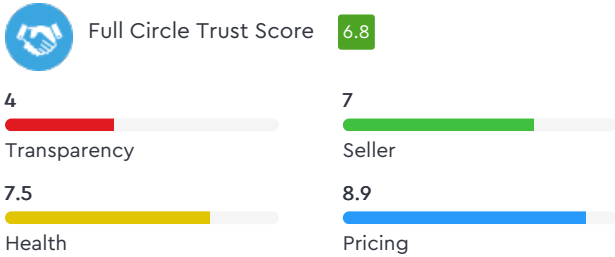 Full Circle Trust Score 6.8
4
Transparency
7
Seller
7.5
Health
8.9
Pricing